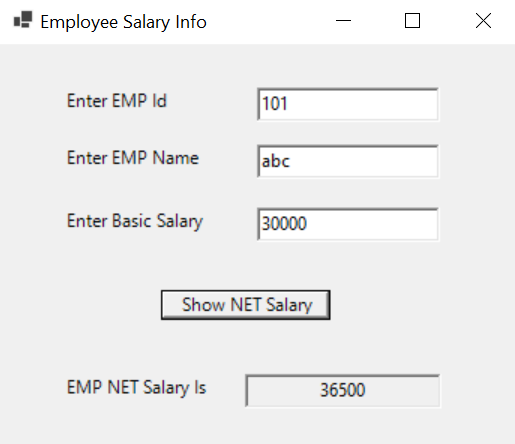 Employee Salary Info
Enter EMP Id 101
Enter EMP Name abc
Enter Basic Salary 30000
Show NET Salary
EMP NET Salary Is 36500